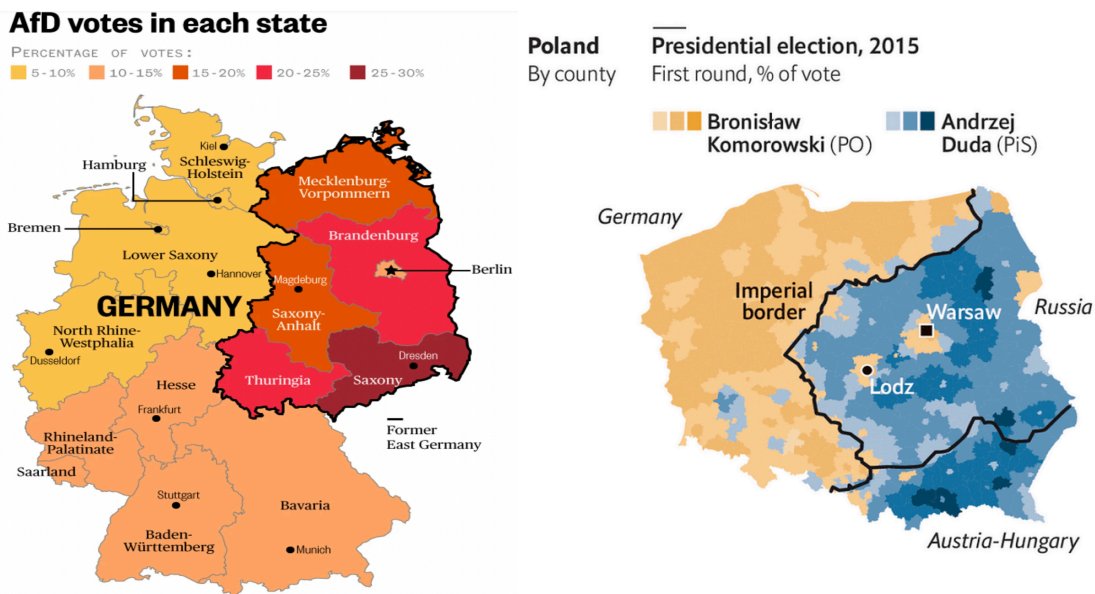 AfD votes in each state
PERCENTAGE OF VOTES:
5-10%
10-15%
15-20%
20-25%
25-30%
Kiel
Schleswig-
Holstein
Hamburg
Mecklenburg-
Vorpommern
Bremen
Brandenburg
Lower Saxony
Berlin
Hannover
Magdeburg
GERMANY
Saxony-
Anhalt
North Rhine-
Westphalia
Dusseldorf
Dresden
Hesse
Thuringia
Saxony
Frankfurt
Former
East Germany
Rhineland-
Palatinate
Saarland
Stuttgart
Bavaria
Baden-
Württemberg
Munich
Poland
By county
Presidential election, 2015
First round, % of vote
Bronisław
Komorowski (PO)
Andrzej
Duda (PiS)
Germany
Imperial
border
Russia
Warsaw
Lodz
Austria-Hungary